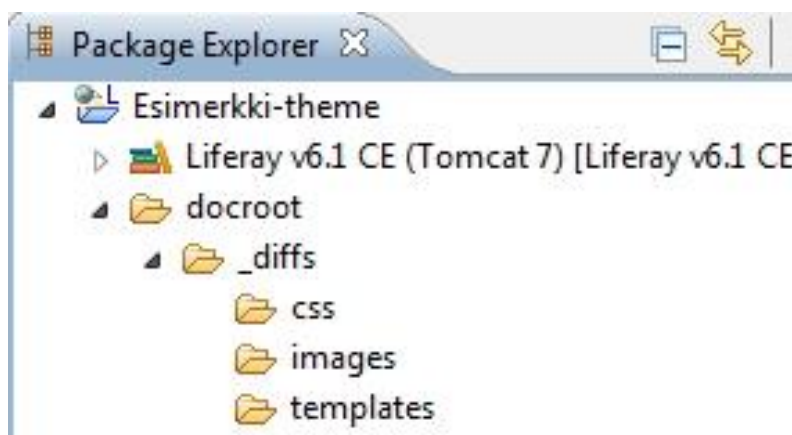 Package Explorer
Esimerkki-theme
Liferay v6.1 CE (Tomcat 7) [Liferay v6.1 CE
docroot
_diffs
css
images
templates